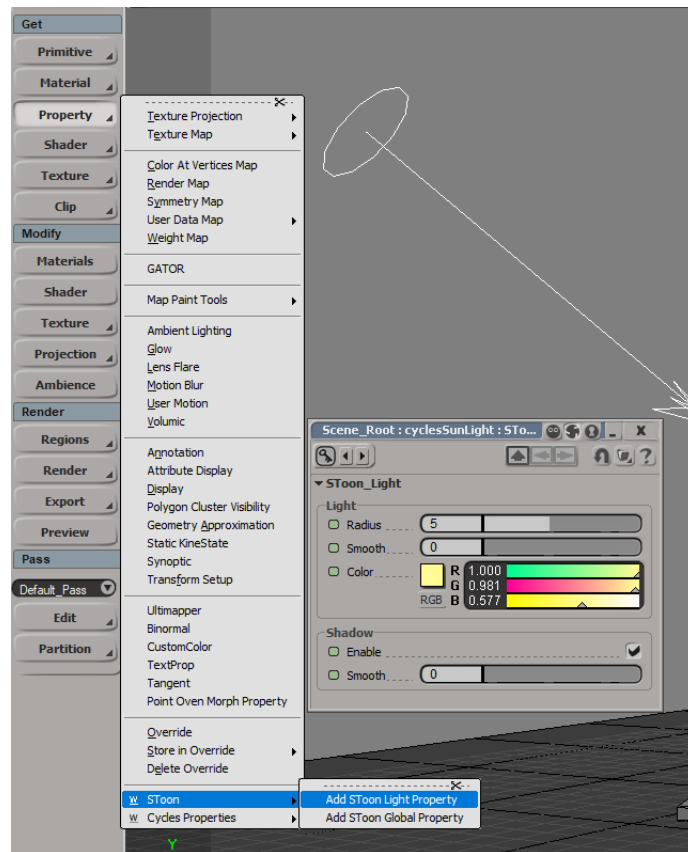 Get
Primitive
Material
Property
Shader
Texture
Clip
Modify
Materials
Shader
Texture
Projection
Ambience
Render
Regions
Render
Export
Preview
Pass
Default_Pass
Edit
Partition
Texture Projection
Texture Map
Color At Vertices Map
Render Map
Symmetry Map
User Data Map
Weight Map
GATOR
Map Paint Tools
Ambient Lighting
Glow
Lens Flare
Motion Blur
User Motion
Volumic
Annotation
Attribute Display
Display
Polygon Cluster Visibility
Geometry Approximation
Static KineState
Synoptic
Transform Setup
Ultimapper
Binormal
CustomColor
TextProp
Tangent
Point Oven Morph Property
Override
Store in Override
Delete Override
W SToon
W Cycles Properties
Add SToon Light Property
Add SToon Global Property
Scene_Root : cyclesSunLight : STo...
X
?
SToon_Light
Light
Radius 5
Smooth 0
Color R 1.000
G 0.981
RGB B 0.577
Shadow
Enable
Smooth 0
Y